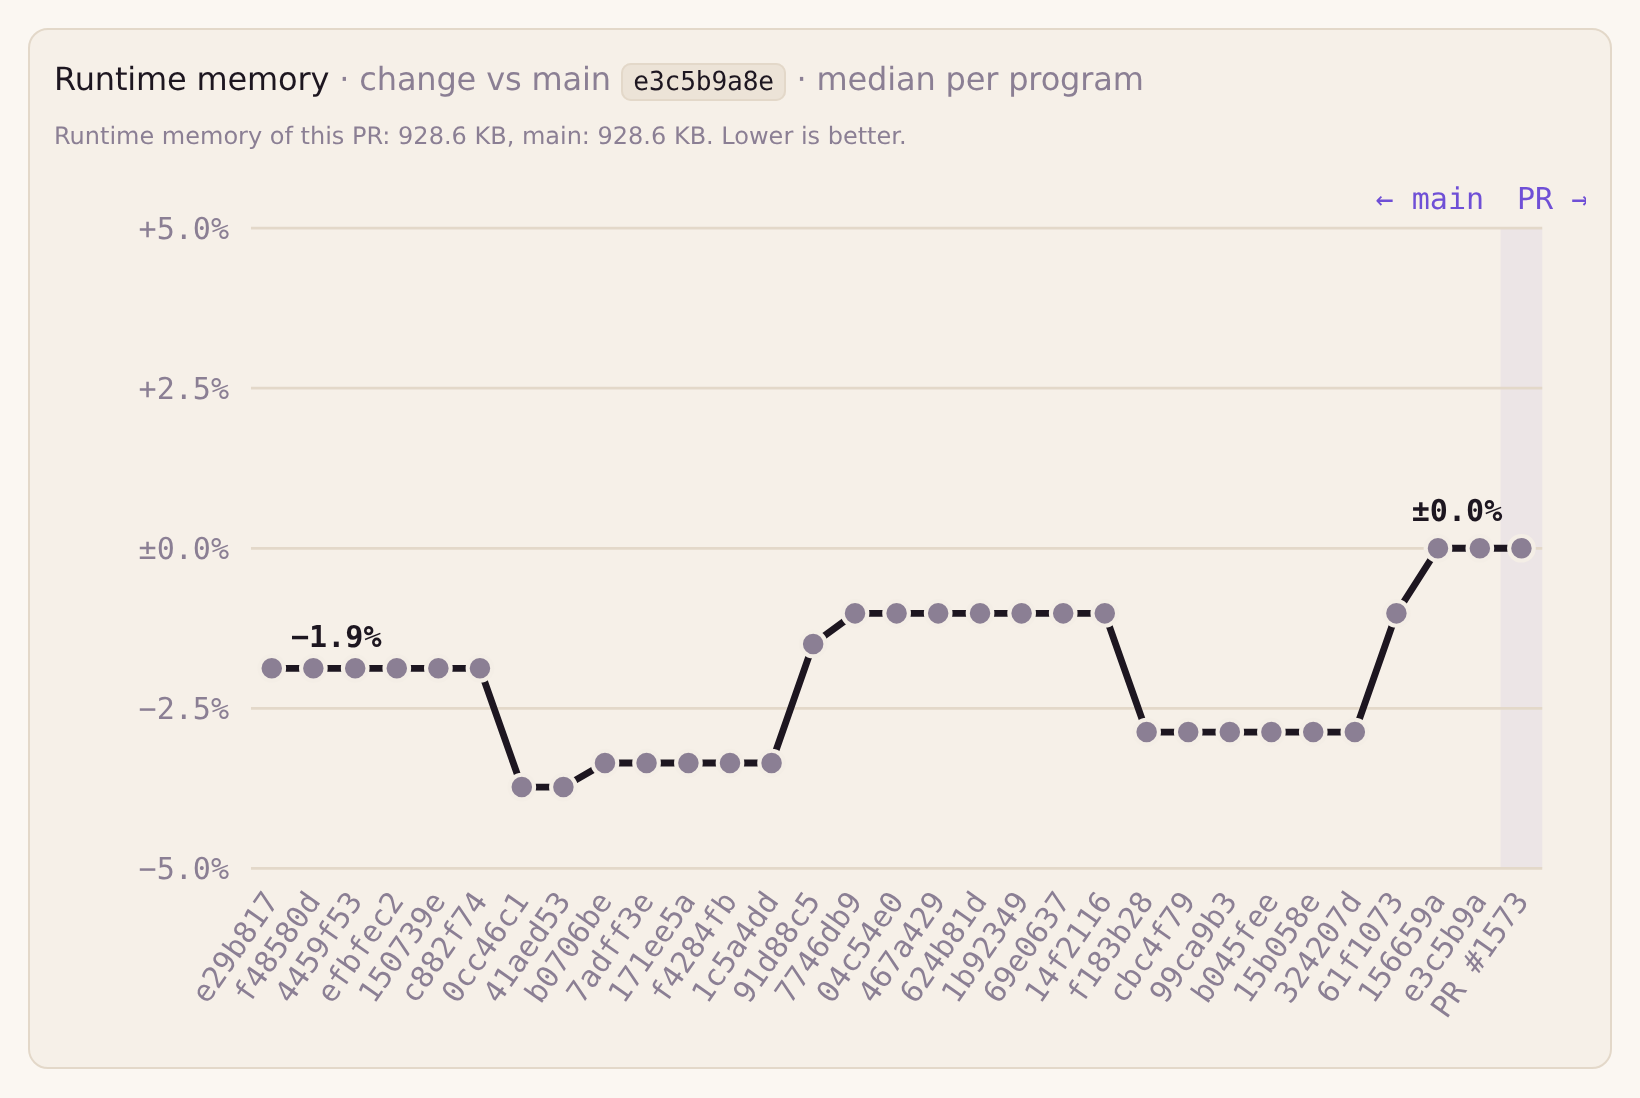 Runtime memory · change vs main e3c5b9a8e · median per program
Runtime memory of this PR: 928.6 KB, main: 928.6 KB. Lower is better.
← main PR →
+5.0%
+2.5%
±0.0%
−2.5%
−5.0%
−1.9%
±0.0%
e29b817
f48580d
4459f53
efbfec2
150739e
c882f74
0cc46c1
41aed53
b0706be
7adff3e
171ee5a
f4284fb
1c5a4dd
91d88c5
7746db9
04c54e0
467a429
624b81d
1b92349
69e0637
14f2116
f183b28
cbc4f79
99ca9b3
b045fee
15b058e
324207d
61f1073
156659a
e3c5b9a
PR #1573